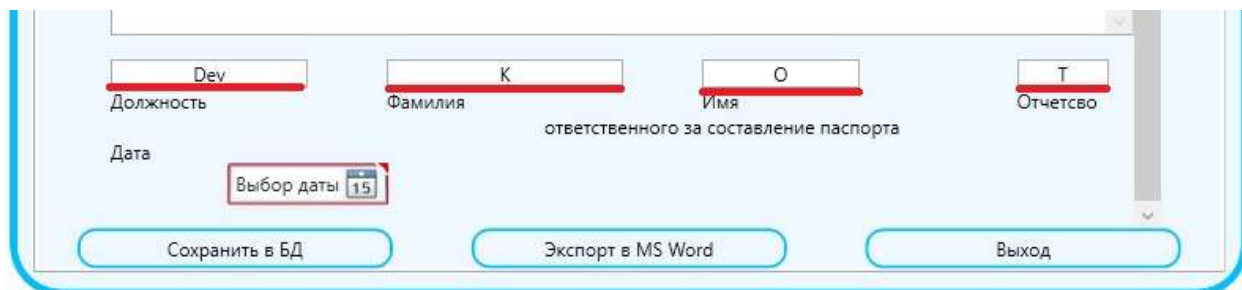 Dev K O T
Должность Фамилия Имя Отчетсво
ответственного за составление паспорта
Дата
Выбор даты 15
Сохранить в БД Экспорт в MS Word Выход